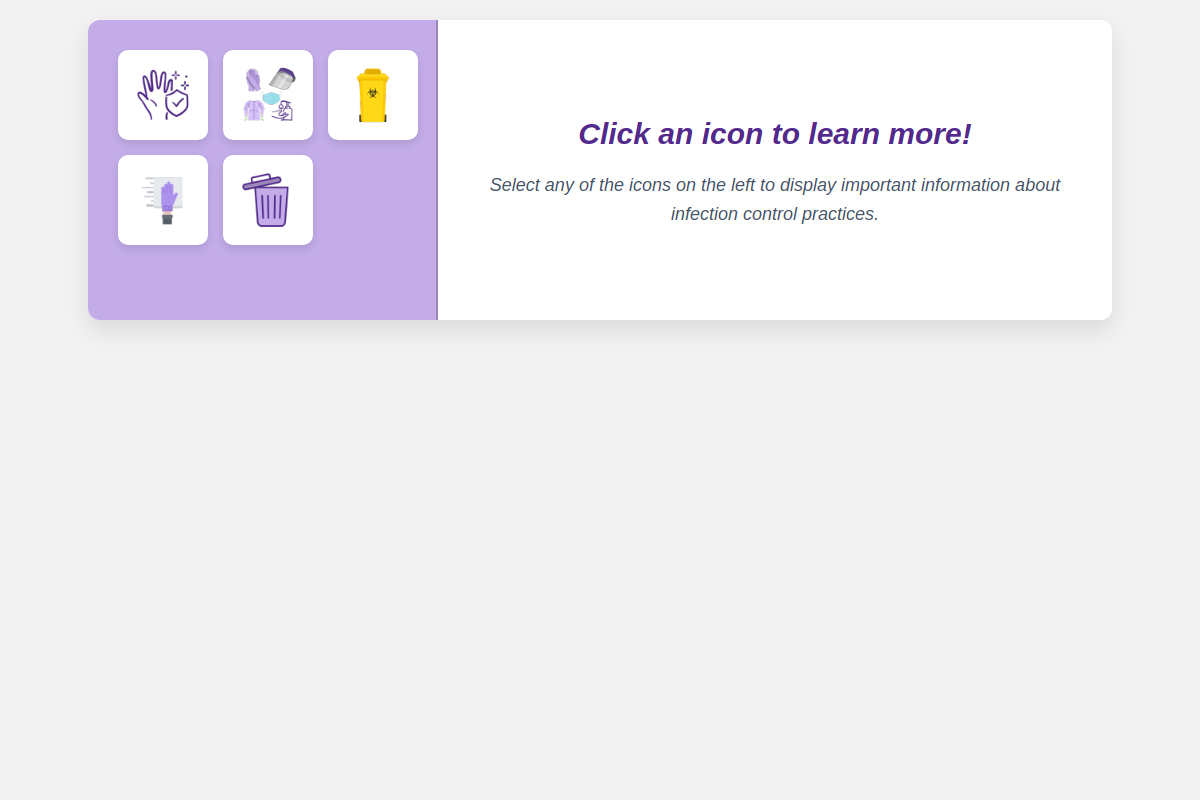 Click an icon to learn more!
Select any of the icons on the left to display important information about
infection control practices.